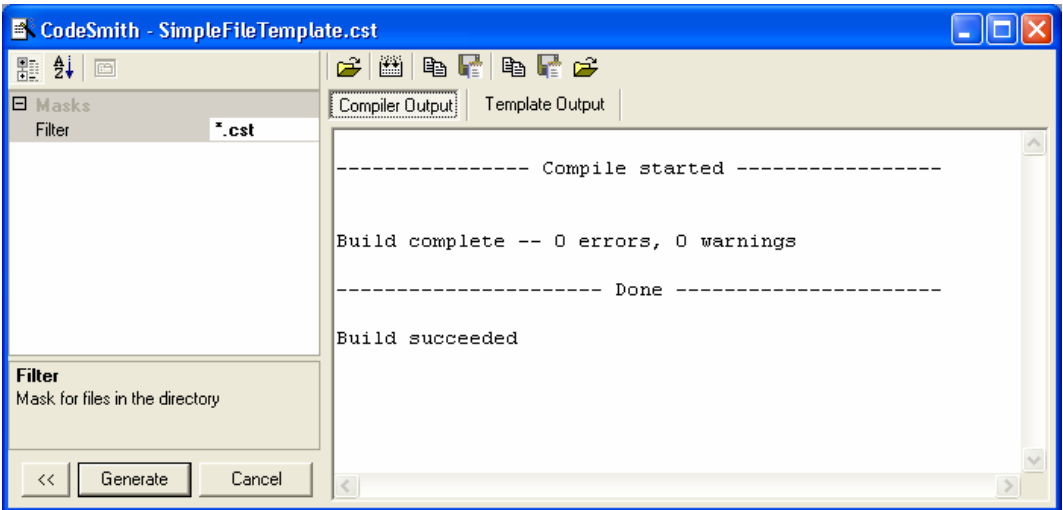 CodeSmith - SimpleFileTemplate.cst
Masks
Filter *.cst
Filter
Mask for files in the directory
<< Generate Cancel
Compiler Output Template Output
---------------- Compile started -----------------
Build complete -- 0 errors, 0 warnings
---------------------- Done ----------------------
Build succeeded